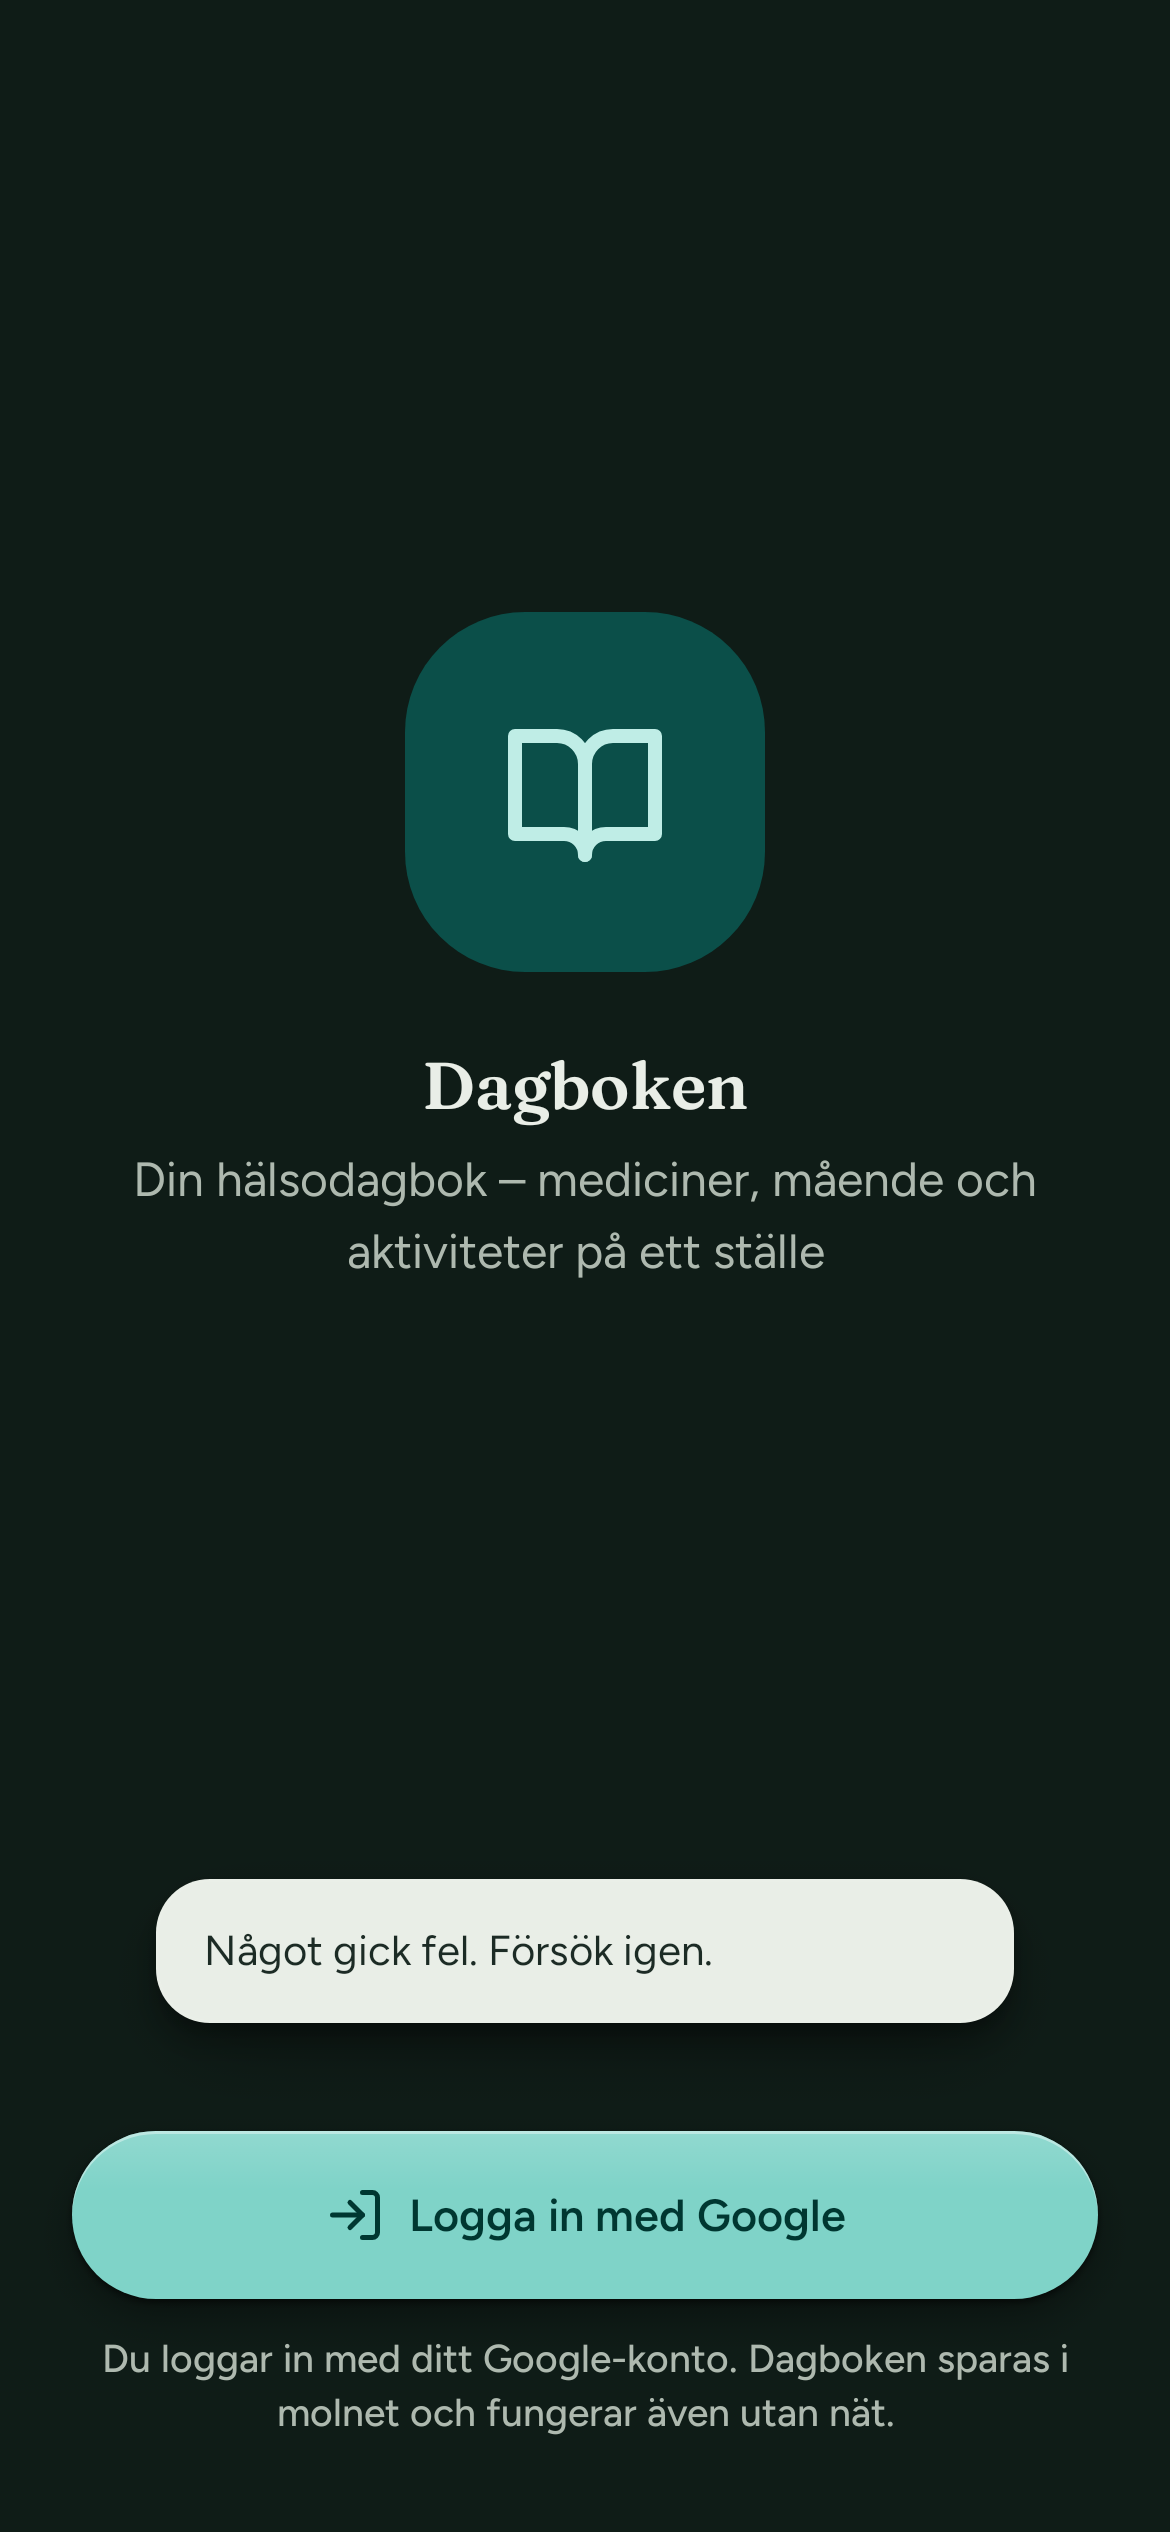 Dagboken
Din hälsodagbok – mediciner, mående och
aktiviteter på ett ställe
Något gick fel. Försök igen.
Logga in med Google
Du loggar in med ditt Google-konto. Dagboken sparas i
molnet och fungerar även utan nät.